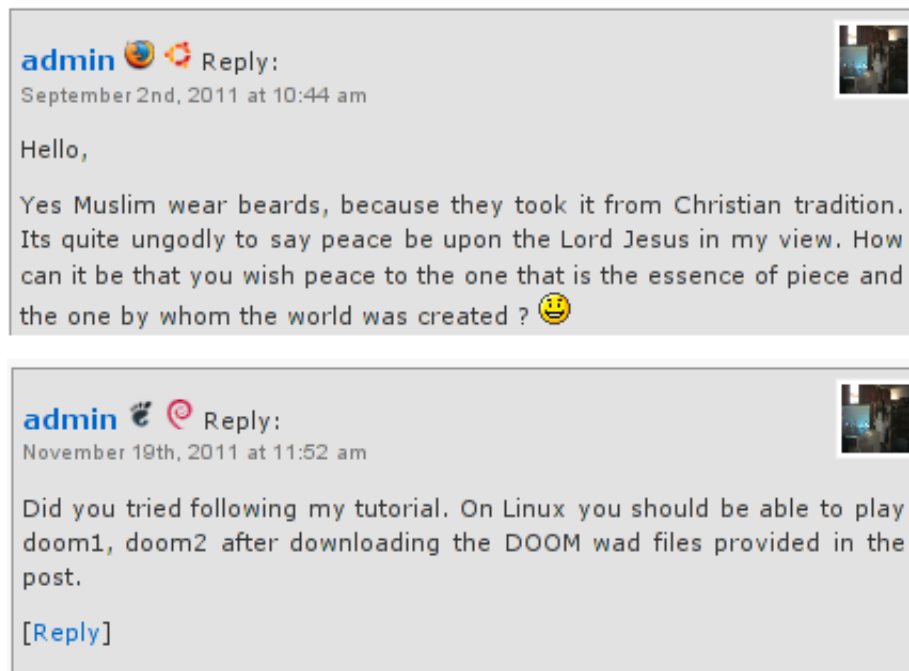 admin Reply:
September 2nd, 2011 at 10:44 am
Hello,
Yes Muslim wear beards, because they took it from Christian tradition.
Its quite ungodly to say peace be upon the Lord Jesus in my view. How
can it be that you wish peace to the one that is the essence of piece and
the one by whom the world was created ?
admin Reply:
November 19th, 2011 at 11:52 am
Did you tried following my tutorial. On Linux you should be able to play
doom1, doom2 after downloading the DOOM wad files provided in the
post.
[Reply]